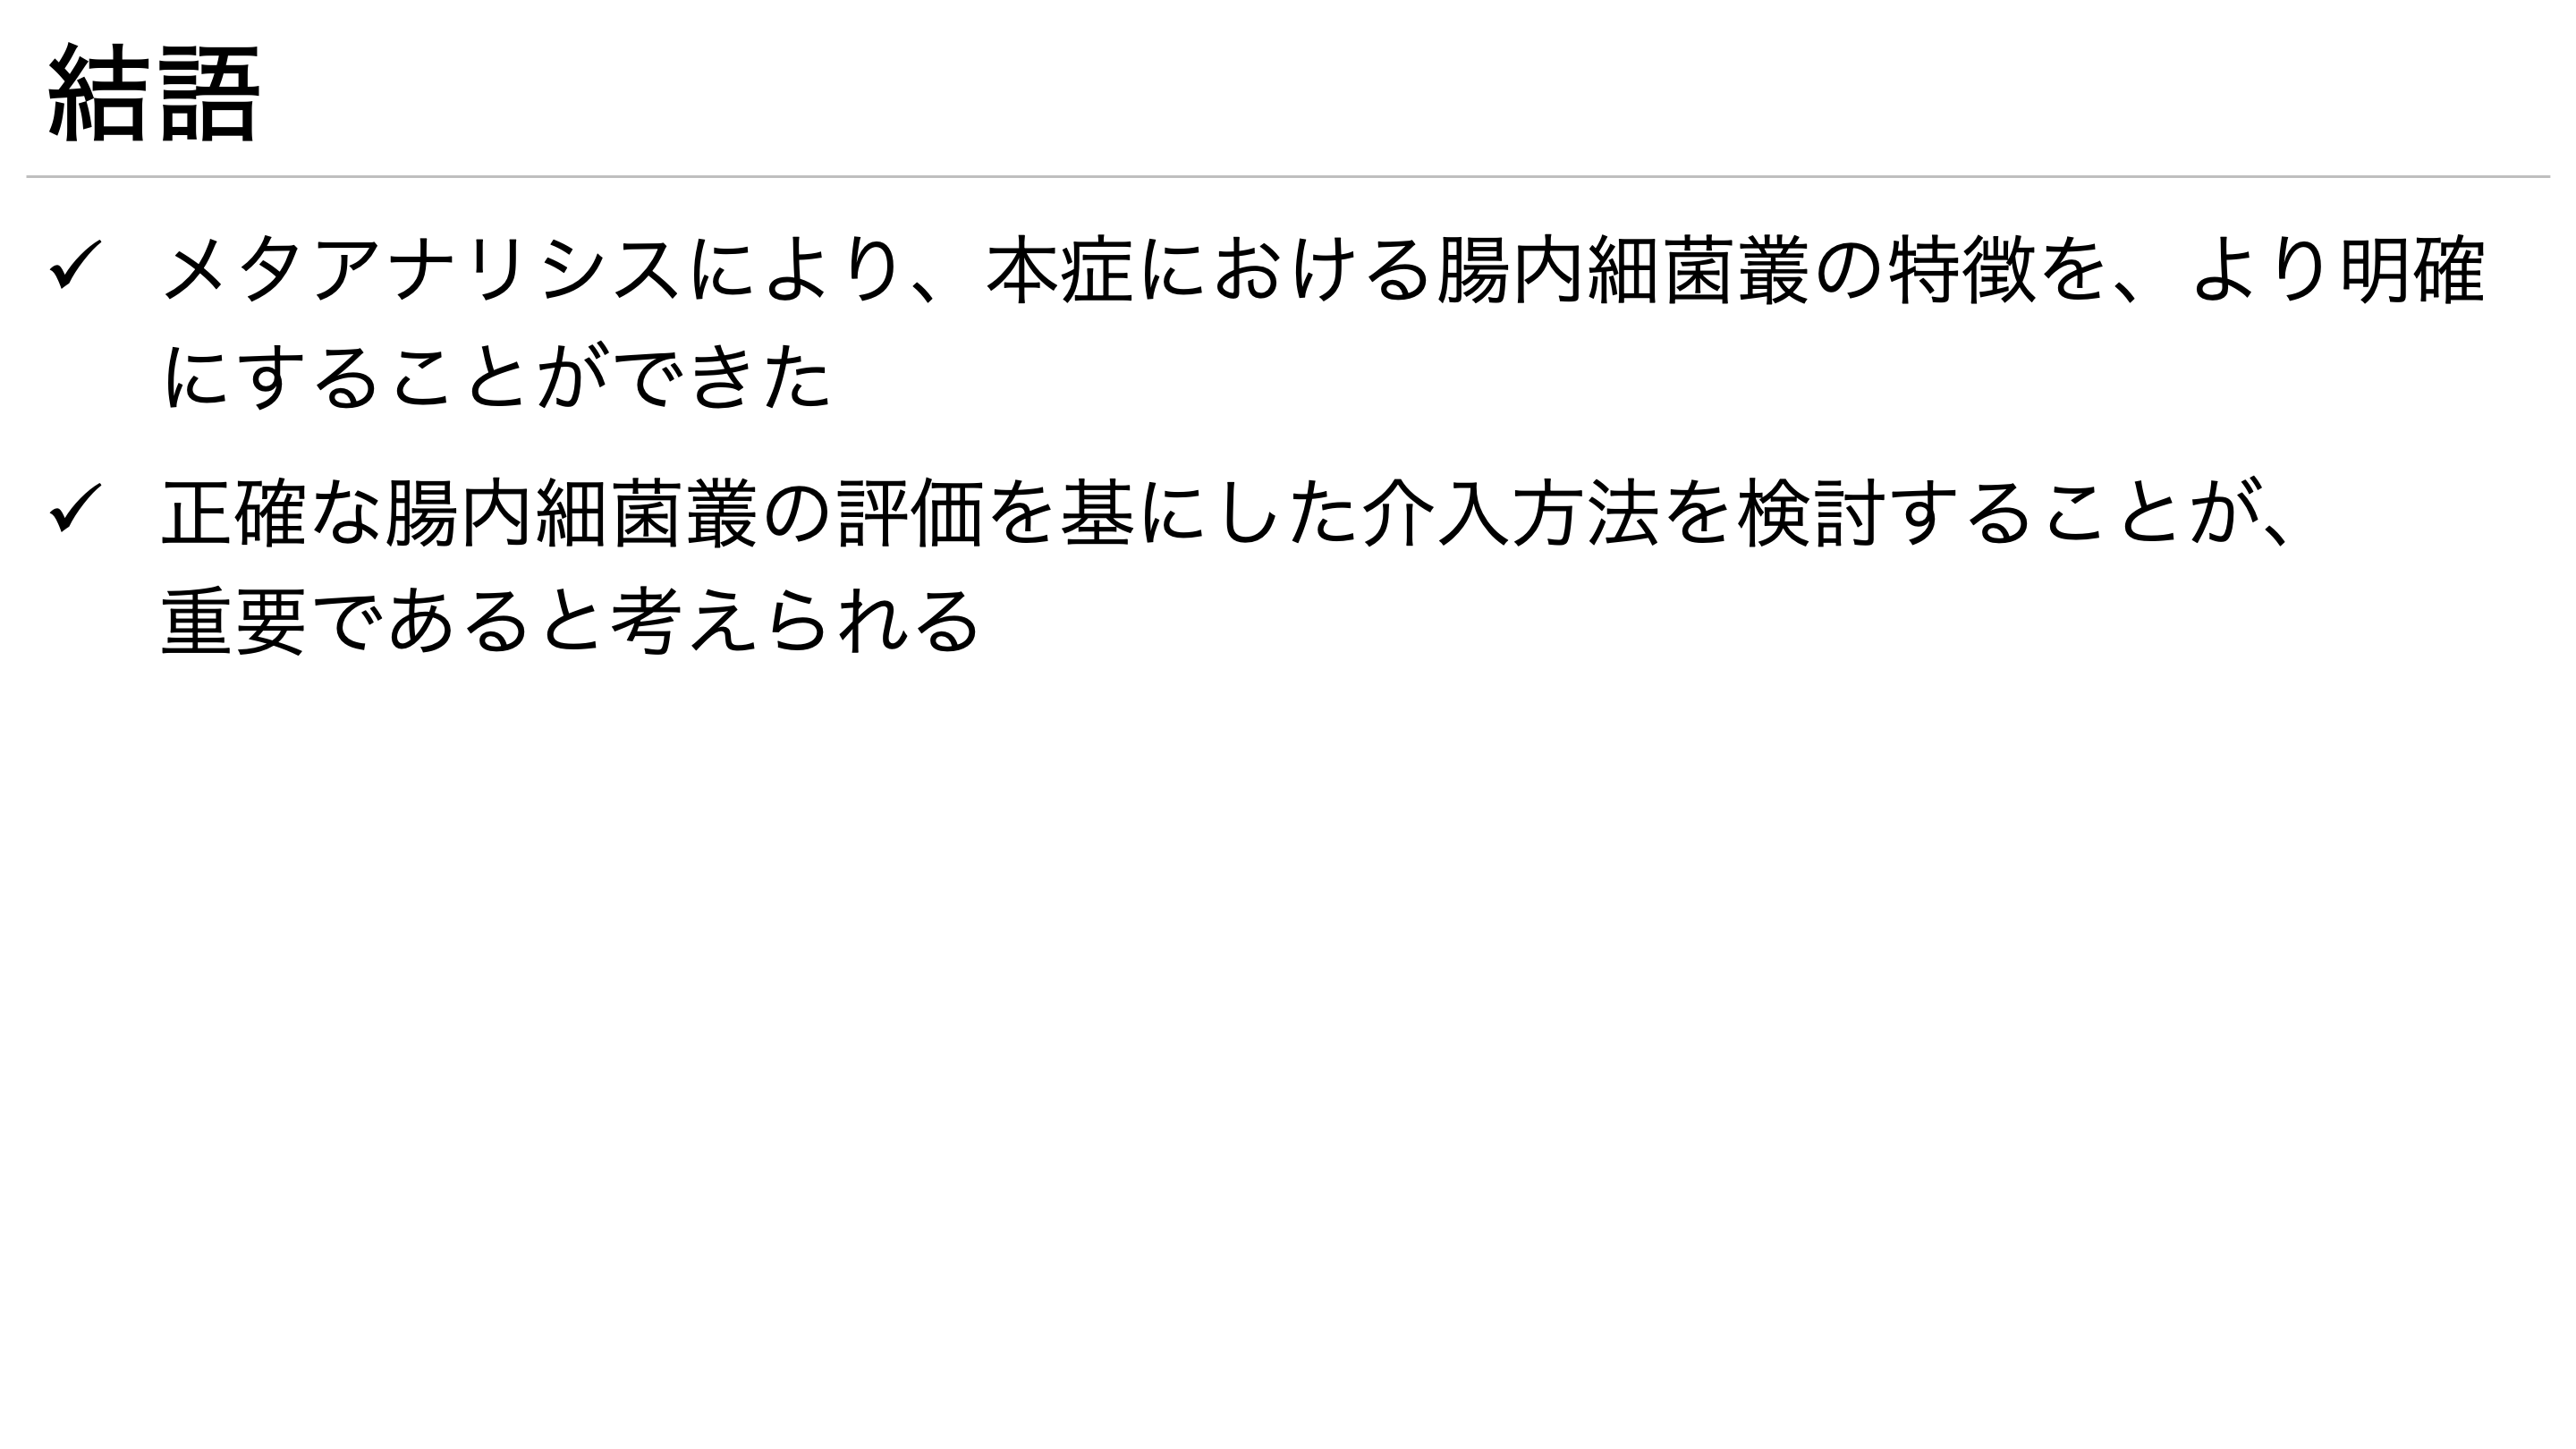 結語
✓ メタアナリシスにより、本症における腸内細菌叢の特徴を、より明確
にすることができた
✓ 正確な腸内細菌叢の評価を基にした介入方法を検討することが、
重要であると考えられる